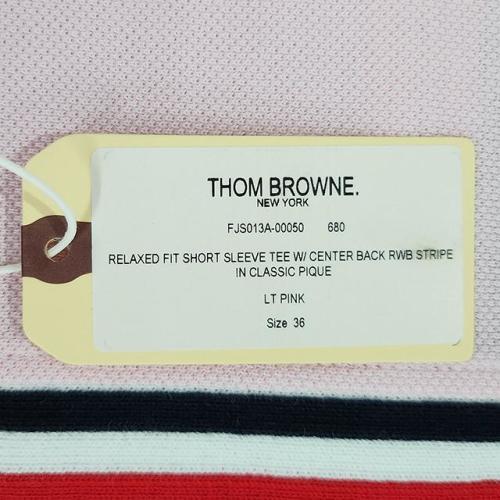 THOM BROWNE.
NEW YORK
FJS013A-00050 680
RELAXED FIT SHORT SLEEVE TEE W/ CENTER BACK RWB STRIPE
IN CLASSIC PIQUE
LT PINK
Size 36